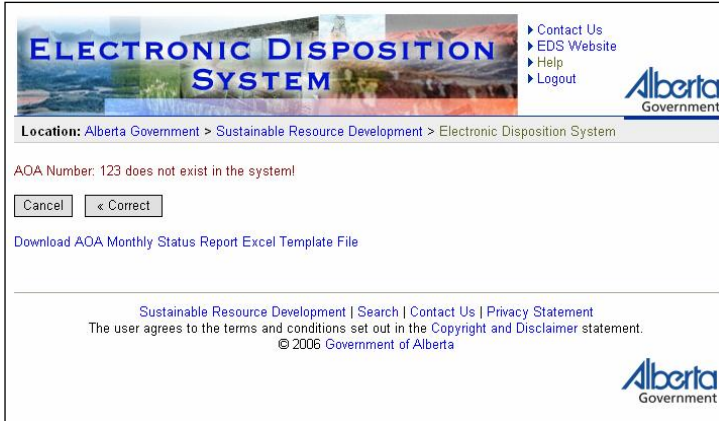 ELECTRONIC DISPOSITION
SYSTEM
Contact Us
EDS Website
Help
Logout
Alberta
Government
Location: Alberta Government > Sustainable Resource Development > Electronic Disposition System
AOA Number: 123 does not exist in the system!
Cancel « Correct
Download AOA Monthly Status Report Excel Template File
Sustainable Resource Development | Search | Contact Us | Privacy Statement
The user agrees to the terms and conditions set out in the Copyright and Disclaimer statement.
© 2006 Government of Alberta
Alberta
Government